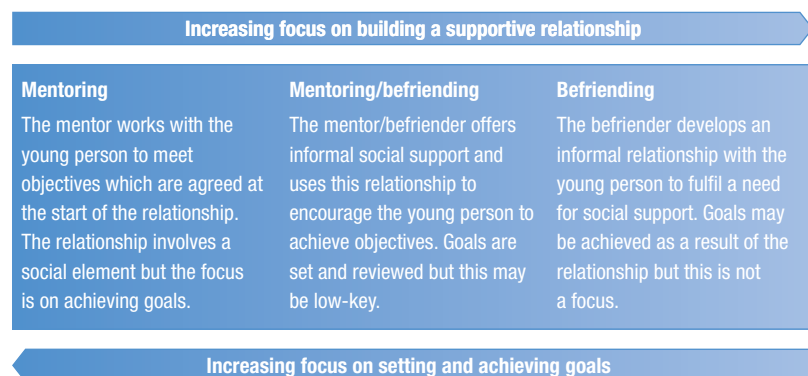 Increasing focus on building a supportive relationship
Mentoring
The mentor works with the
young person to meet
objectives which are agreed at
the start of the relationship.
The relationship involves a
social element but the focus
is on achieving goals.
Mentoring/befriending
The mentor/befriender offers
informal social support and
uses this relationship to
encourage the young person to
achieve objectives. Goals are
set and reviewed but this may
be low-key.
Befriending
The befriender develops an
informal relationship with the
young person to fulfil a need
for social support. Goals may
be achieved as a result of the
relationship but this is not
a focus.
Increasing focus on setting and achieving goals